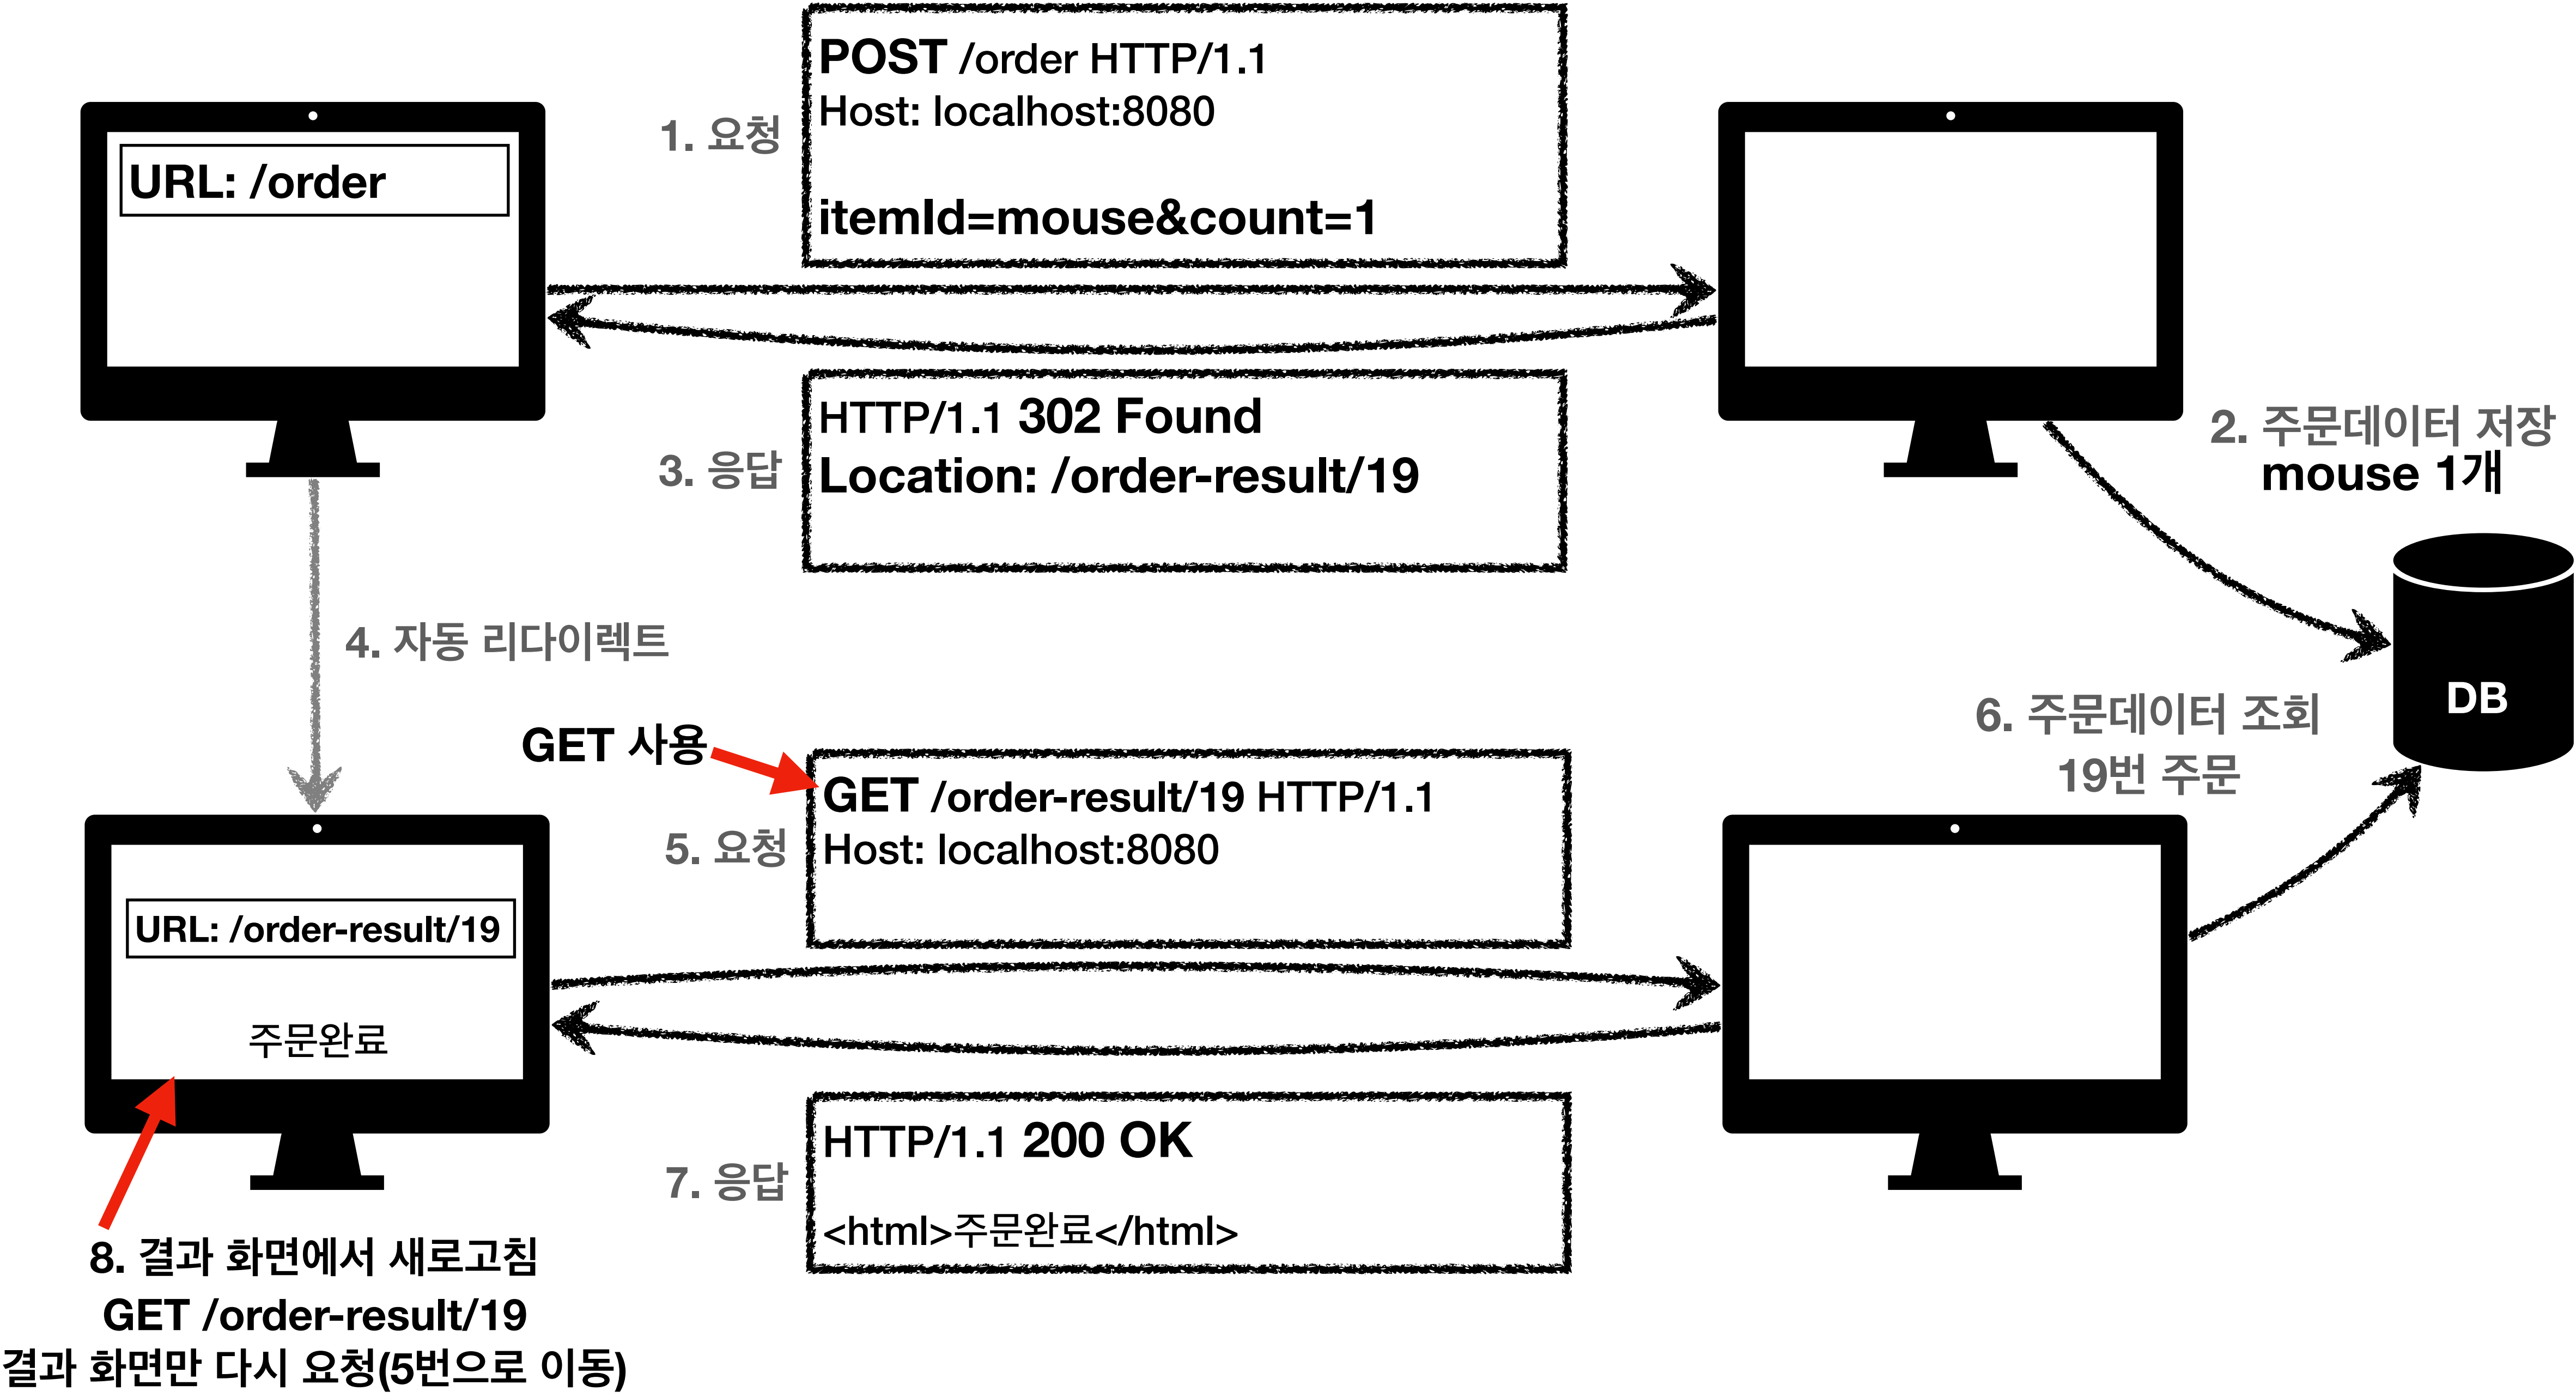 POST /order HTTP/1.1
Host: localhost:8080
itemId=mouse&count=1
1. 요청
URL: /order
HTTP/1.1 302 Found
Location: /order-result/19
3. 응답
2. 주문데이터 저장
mouse 1개
4. 자동 리다이렉트
DB
6. 주문데이터 조회
19번 주문
GET 사용
GET /order-result/19 HTTP/1.1
Host: localhost:8080
5. 요청
URL: /order-result/19
주문완료
HTTP/1.1 200 OK
<html>주문완료</html>
7. 응답
8. 결과 화면에서 새로고침
GET /order-result/19
결과 화면만 다시 요청(5번으로 이동)